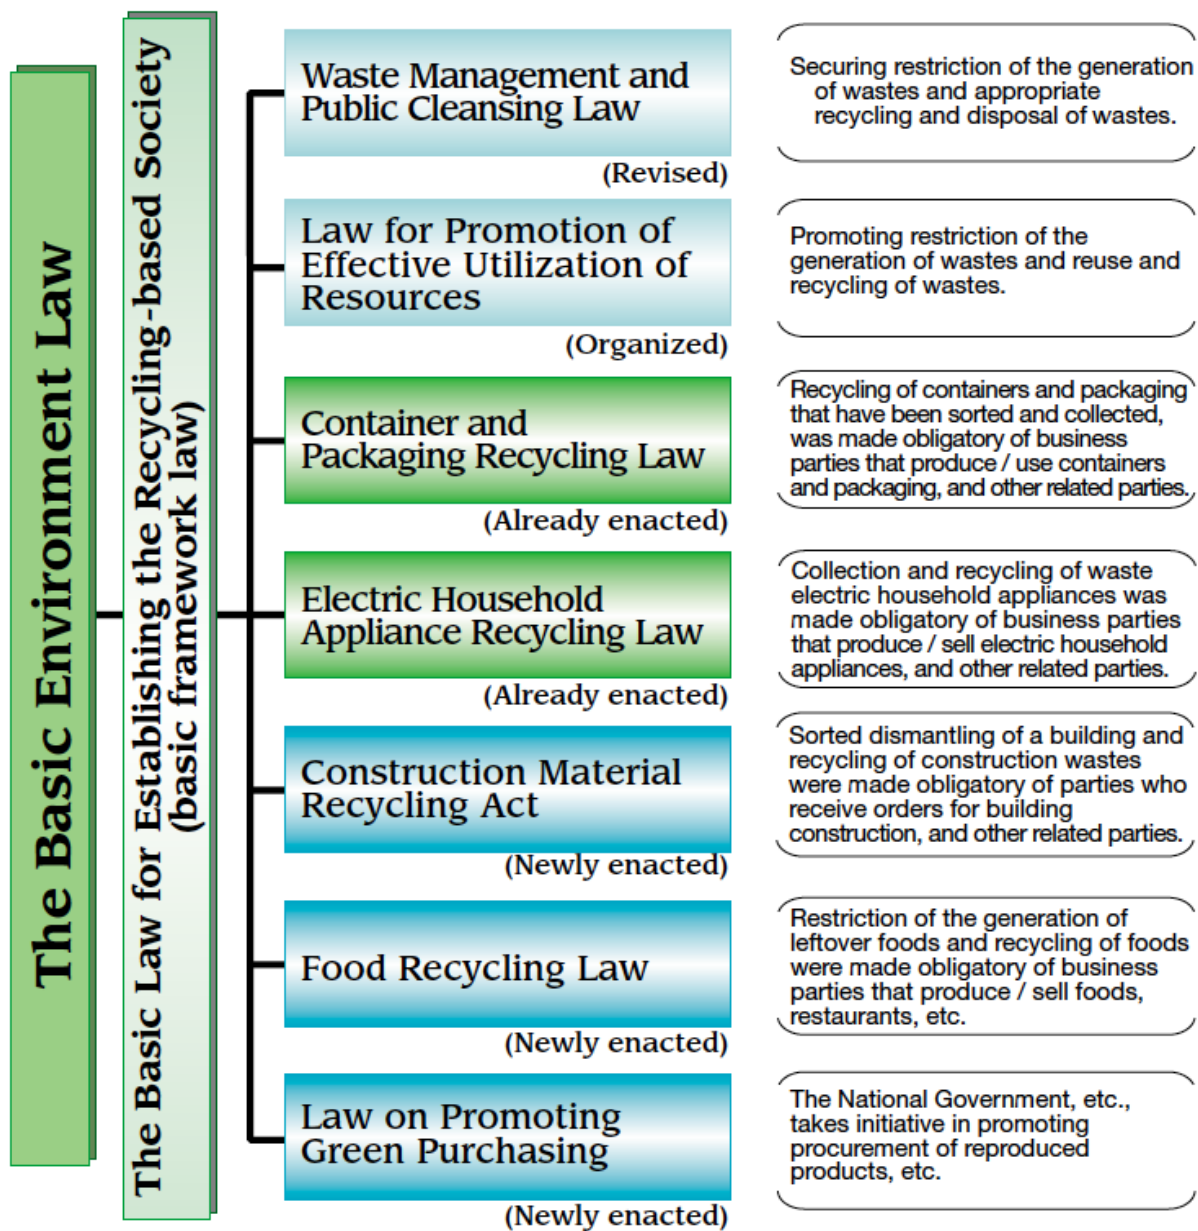 The Basic Environment Law
The Basic Law for Establishing the Recycling-based Society
(basic framework law)
Waste Management and
Public Cleansing Law
(Revised)
Securing restriction of the generation
of wastes and appropriate
recycling and disposal of wastes.
Law for Promotion of
Effective Utilization of
Resources
(Organized)
Promoting restriction of the
generation of wastes and reuse and
recycling of wastes.
Container and
Packaging Recycling Law
(Already enacted)
Recycling of containers and packaging
that have been sorted and collected,
was made obligatory of business
parties that produce / use containers
and packaging, and other related parties.
Electric Household
Appliance Recycling Law
(Already enacted)
Collection and recycling of waste
electric household appliances was
made obligatory of business parties
that produce / sell electric household
appliances, and other related parties.
Construction Material
Recycling Act
(Newly enacted)
Sorted dismantling of a building and
recycling of construction wastes
were made obligatory of parties who
receive orders for building
construction, and other related parties.
Food Recycling Law
(Newly enacted)
Restriction of the generation of
leftover foods and recycling of foods
were made obligatory of business
parties that produce / sell foods,
restaurants, etc.
Law on Promoting
Green Purchasing
(Newly enacted)
The National Government, etc.,
takes initiative in promoting
procurement of reproduced
products, etc.